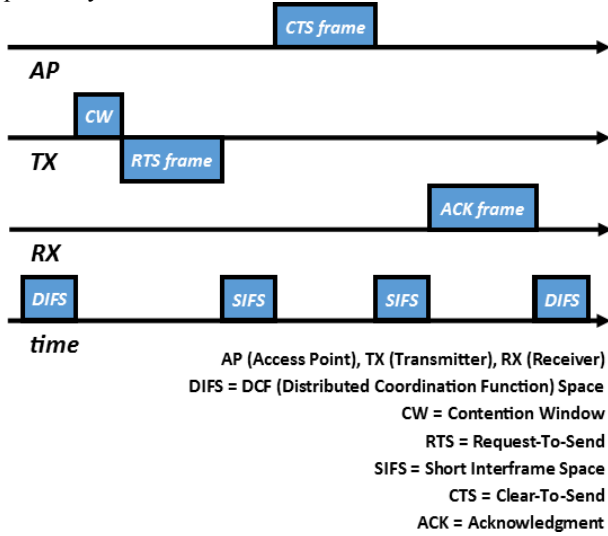 CTS frame
AP
CW
TX
RTS frame
ACK frame
RX
DIFS SIFS SIFS DIFS
time
AP (Access Point), TX (Transmitter), RX (Receiver)
DIFS = DCF (Distributed Coordination Function) Space
CW = Contention Window
RTS = Request-To-Send
SIFS = Short Interframe Space
CTS = Clear-To-Send
ACK = Acknowledgment